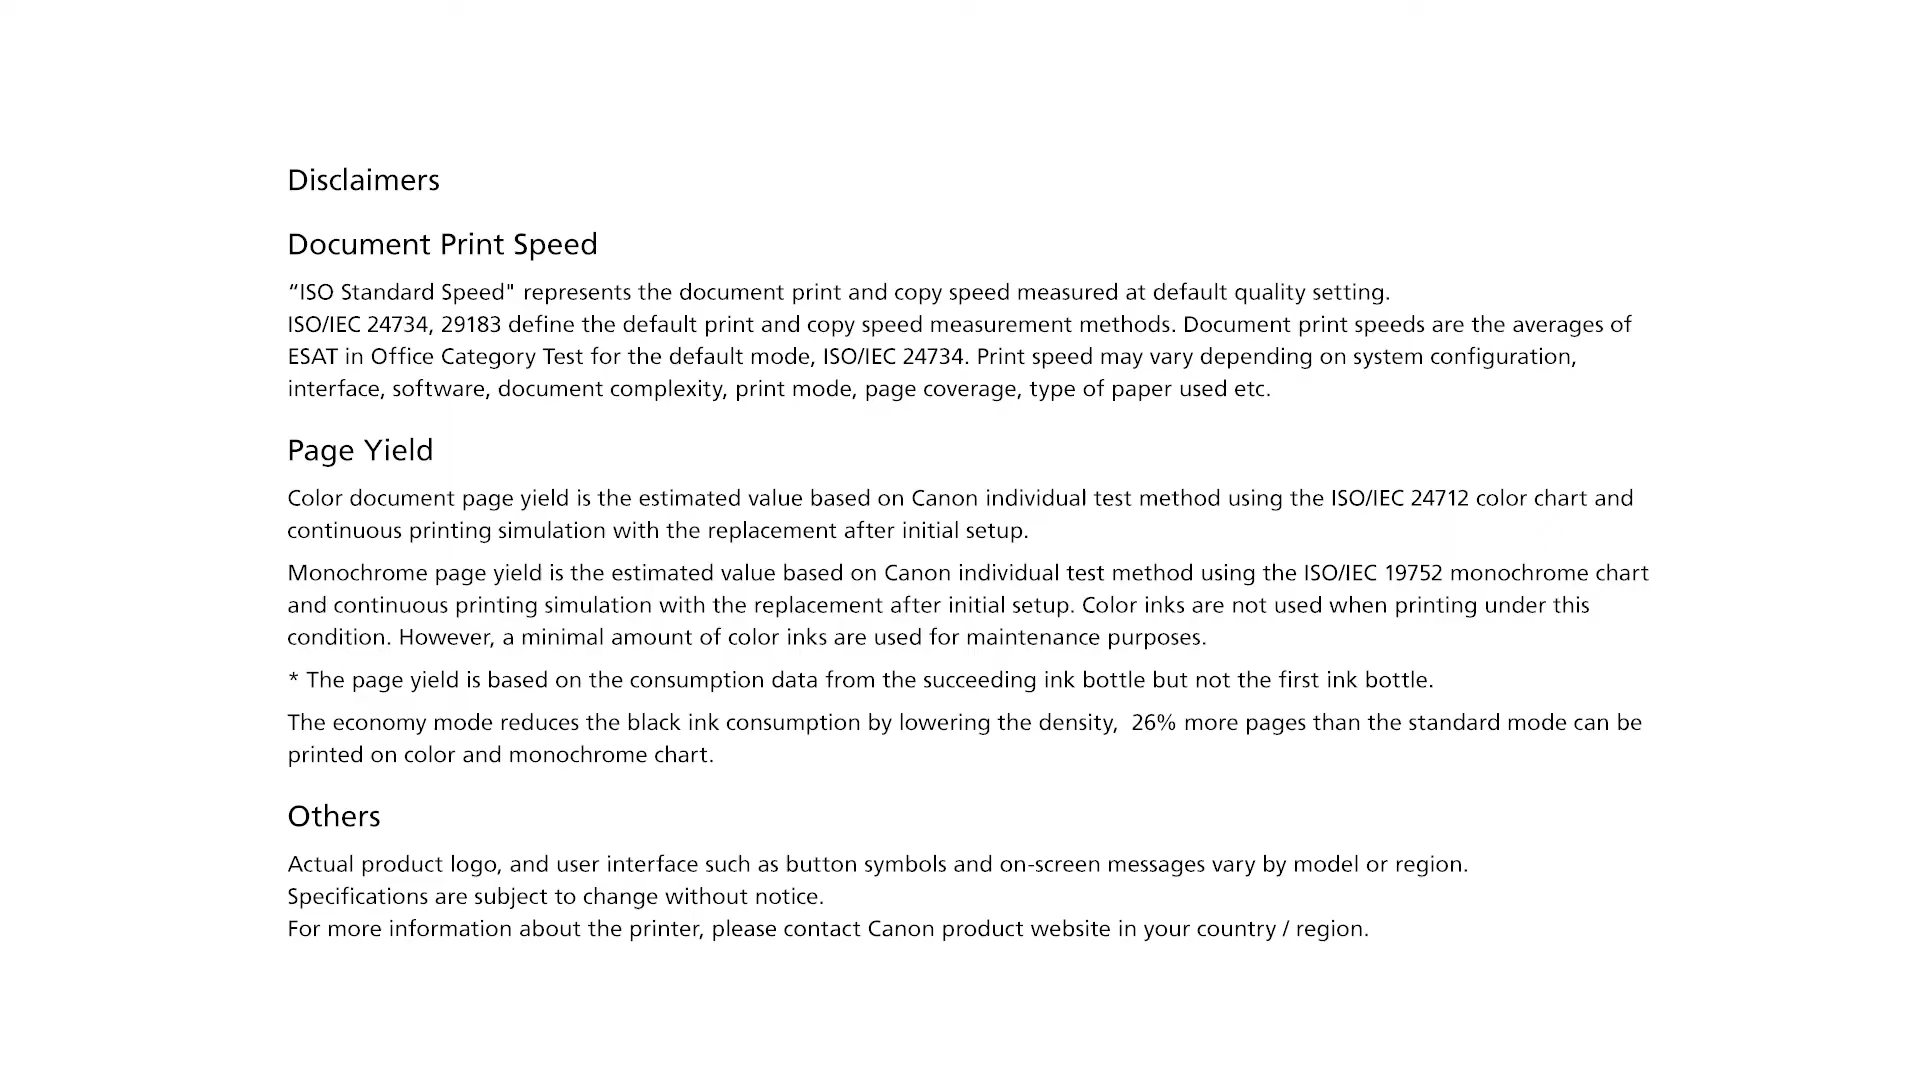 Disclaimers
Document Print Speed
“ISO Standard Speed" represents the document print and copy speed measured at default quality setting.
ISO/IEC 24734, 29183 define the default print and copy speed measurement methods. Document print speeds are the averages of
ESAT in Office Category Test for the default mode, ISO/IEC 24734. Print speed may vary depending on system configuration,
interface, software, document complexity, print mode, page coverage, type of paper used etc.
Page Yield
Color document page yield is the estimated value based on Canon individual test method using the ISO/IEC 24712 color chart and
continuous printing simulation with the replacement after initial setup.
Monochrome page yield is the estimated value based on Canon individual test method using the ISO/IEC 19752 monochrome chart
and continuous printing simulation with the replacement after initial setup. Color inks are not used when printing under this
condition. However, a minimal amount of color inks are used for maintenance purposes.
* The page yield is based on the consumption data from the succeeding ink bottle but not the first ink bottle.
The economy mode reduces the black ink consumption by lowering the density,  26% more pages than the standard mode can be
printed on color and monochrome chart.
Others
Actual product logo, and user interface such as button symbols and on-screen messages vary by model or region.
Specifications are subject to change without notice.
For more information about the printer, please contact Canon product website in your country / region.